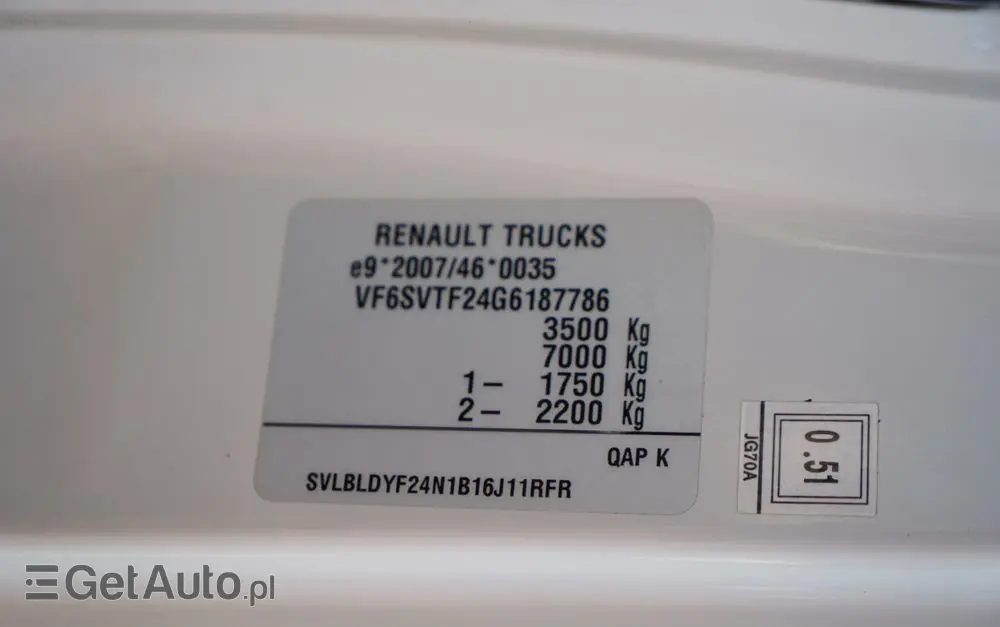 RENAULT TRUCKS
e9*2007/46*0035
VF6SVTF24G6187786
3500 Kg
7000 Kg
1- 1750 Kg
2- 2200 Kg
QAP K
SVLBLDYF24N1B16J11RFR
JG70A
0.51
GetAuto.pl